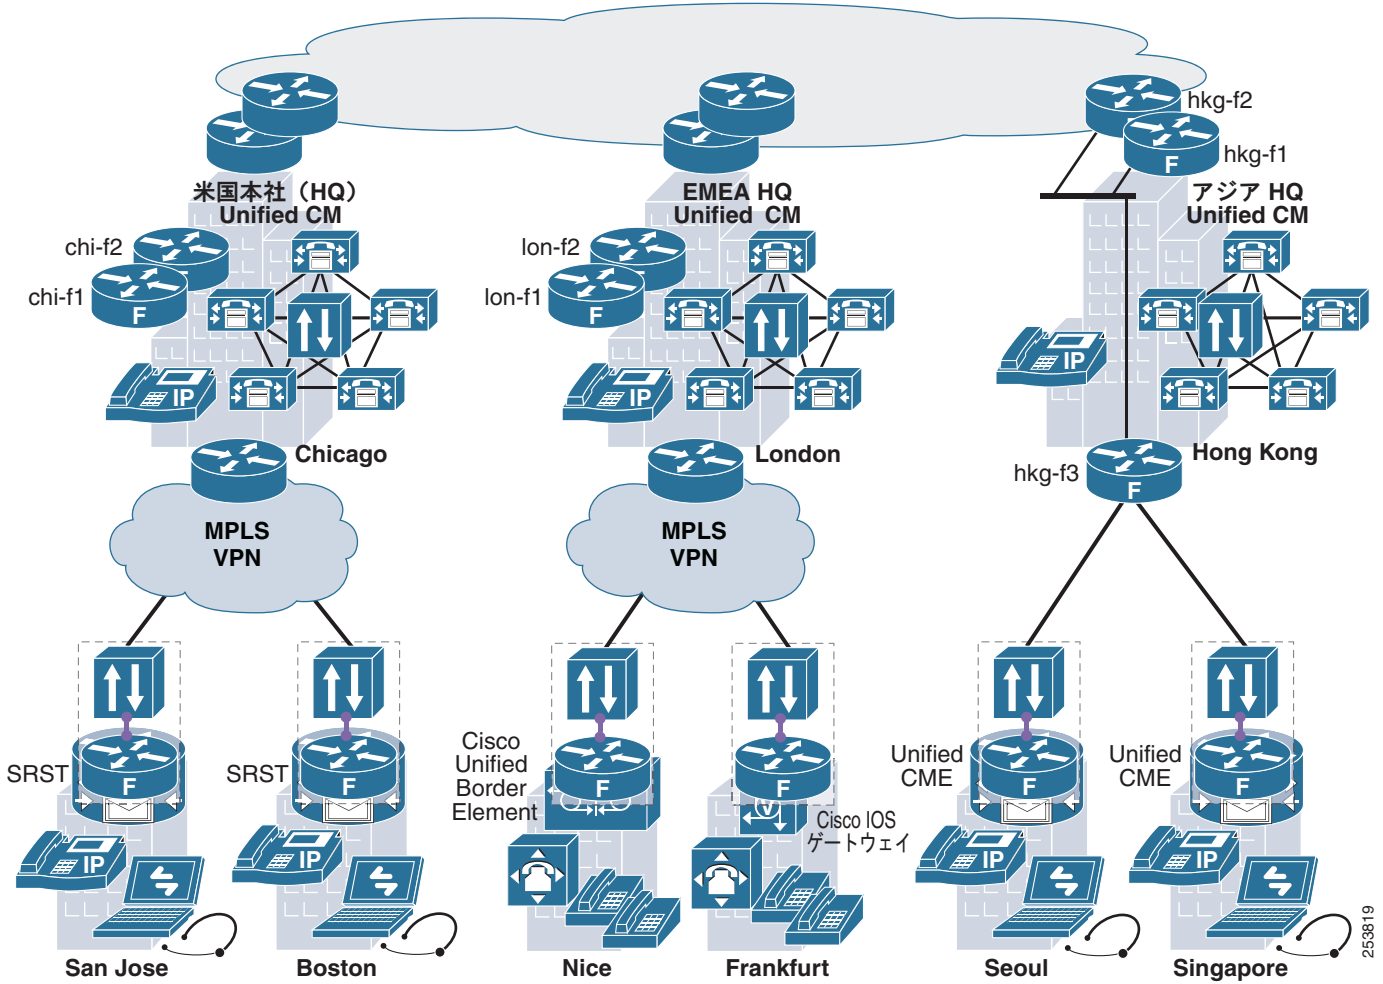 hkg-f2
hkg-f1
米国本社（HQ）
Unified CM
EMEA HQ
Unified CM
アジア HQ
Unified CM
chi-f2
chi-f1
F
IP
lon-f2
lon-f1
F
IP
F
IP
Chicago
London
Hong Kong
hkg-f3
F
MPLS
VPN
MPLS
VPN
SRST
F
IP
SRST
F
IP
Cisco
Unified
Border
Element
F
F
V
Cisco IOS
ゲートウェイ
Unified
CME
F
IP
Unified
CME
F
IP
San Jose
Boston
Nice
Frankfurt
Seoul
Singapore
253819